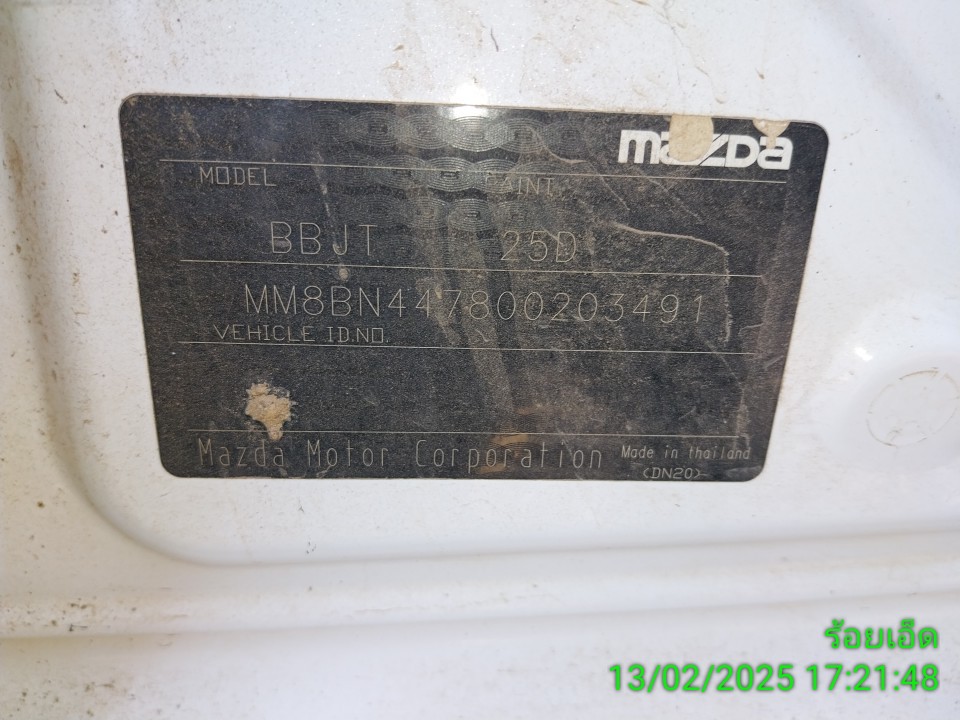 mazda
MODEL PAINT
BBJT 25D
MM8BN447800203491
VEHICLE ID.NO.
Mazda Motor Corporation Made in thailand
<DN20>
ร้อยเอ็ด
13/02/2025 17:21:48